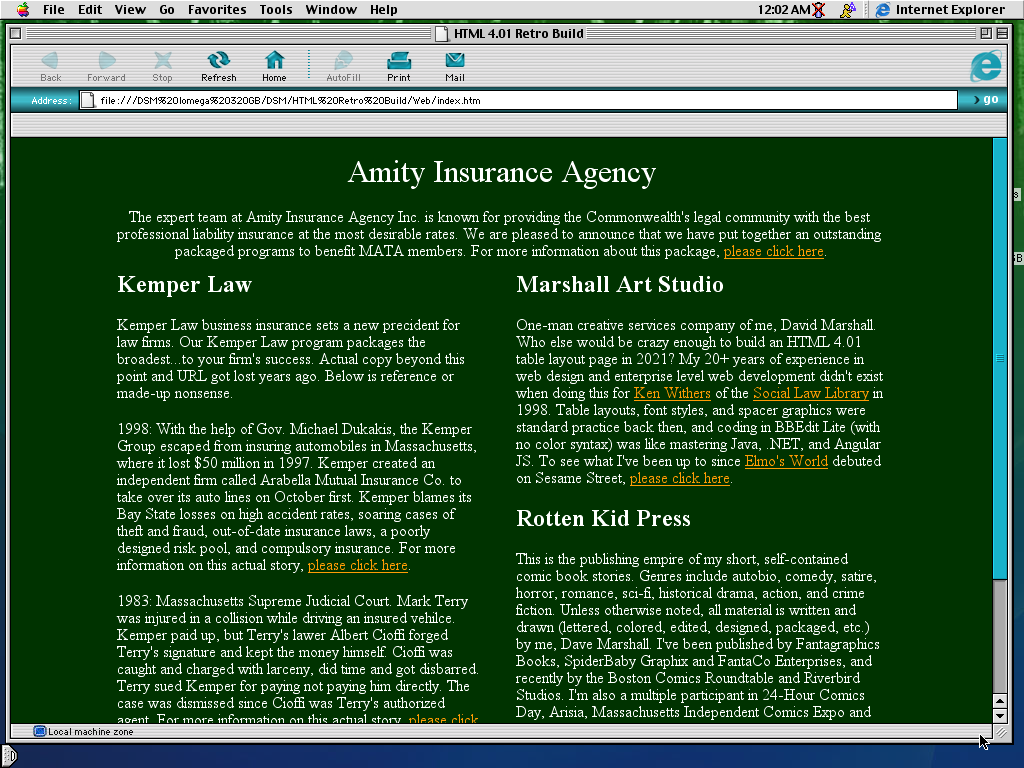 File Edit View Go Favorites Tools Window Help 12:02 AM Internet Explorer
HTML 4.01 Retro Build
Back Forward Stop Refresh Home AutoFill Print Mail
Address: file:///DSM%20Iomega%20320GB/DSM/HTML%20Retro%20Build/Web/index.htm go
Amity Insurance Agency
The expert team at Amity Insurance Agency Inc. is known for providing the Commonwealth's legal community with the best
professional liability insurance at the most desirable rates. We are pleased to announce that we have put together an outstanding
packaged programs to benefit MATA members. For more information about this package, please click here.
Kemper Law
Kemper Law business insurance sets a new precident for
law firms. Our Kemper Law program packages the
broadest...to your firm's success. Actual copy beyond this
point and URL got lost years ago. Below is reference or
made-up nonsense.
1998: With the help of Gov. Michael Dukakis, the Kemper
Group escaped from insuring automobiles in Massachusetts,
where it lost $50 million in 1997. Kemper created an
independent firm called Arabella Mutual Insurance Co. to
take over its auto lines on October first. Kemper blames its
Bay State losses on high accident rates, soaring cases of
theft and fraud, out-of-date insurance laws, a poorly
designed risk pool, and compulsory insurance. For more
information on this actual story, please click here.
1983: Massachusetts Supreme Judicial Court. Mark Terry
was injured in a collision while driving an insured vehilce.
Kemper paid up, but Terry's lawer Albert Cioffi forged
Terry's signature and kept the money himself. Cioffi was
caught and charged with larceny, did time and got disbarred.
Terry sued Kemper for paying not paying him directly. The
case was dismissed since Cioffi was Terry's authorized
agent. For more information on this actual story, please click
Marshall Art Studio
One-man creative services company of me, David Marshall.
Who else would be crazy enough to build an HTML 4.01
table layout page in 2021? My 20+ years of experience in
web design and enterprise level web development didn't exist
when doing this for Ken Withers of the Social Law Library in
1998. Table layouts, font styles, and spacer graphics were
standard practice back then, and coding in BBEdit Lite (with
no color syntax) was like mastering Java, .NET, and Angular
JS. To see what I've been up to since Elmo's World debuted
on Sesame Street, please click here.
Rotten Kid Press
This is the publishing empire of my short, self-contained
comic book stories. Genres include autobio, comedy, satire,
horror, romance, sci-fi, historical drama, action, and crime
fiction. Unless otherwise noted, all material is written and
drawn (lettered, colored, edited, designed, packaged, etc.)
by me, Dave Marshall. I've been published by Fantagraphics
Books, SpiderBaby Graphix and FantaCo Enterprises, and
recently by the Boston Comics Roundtable and Riverbird
Studios. I'm also a multiple participant in 24-Hour Comics
Day, Arisia, Massachusetts Independent Comics Expo and
Local machine zone